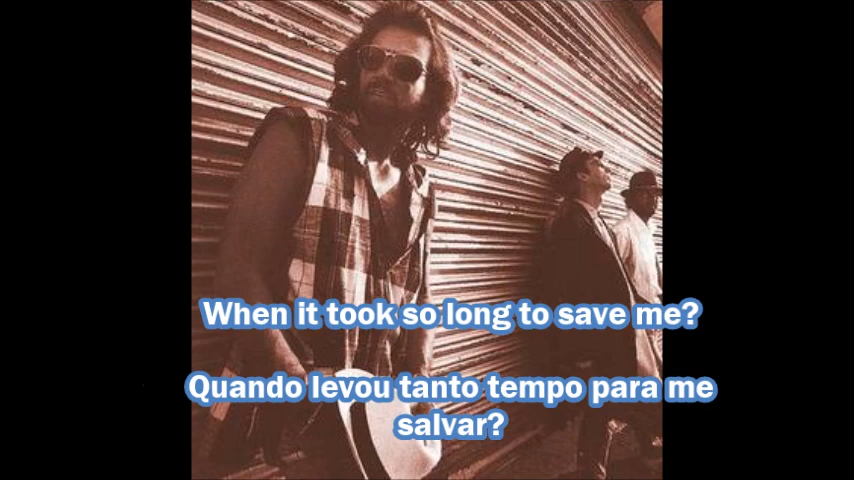 When it took so long to save me?
Quando levou tanto tempo para me
salvar?